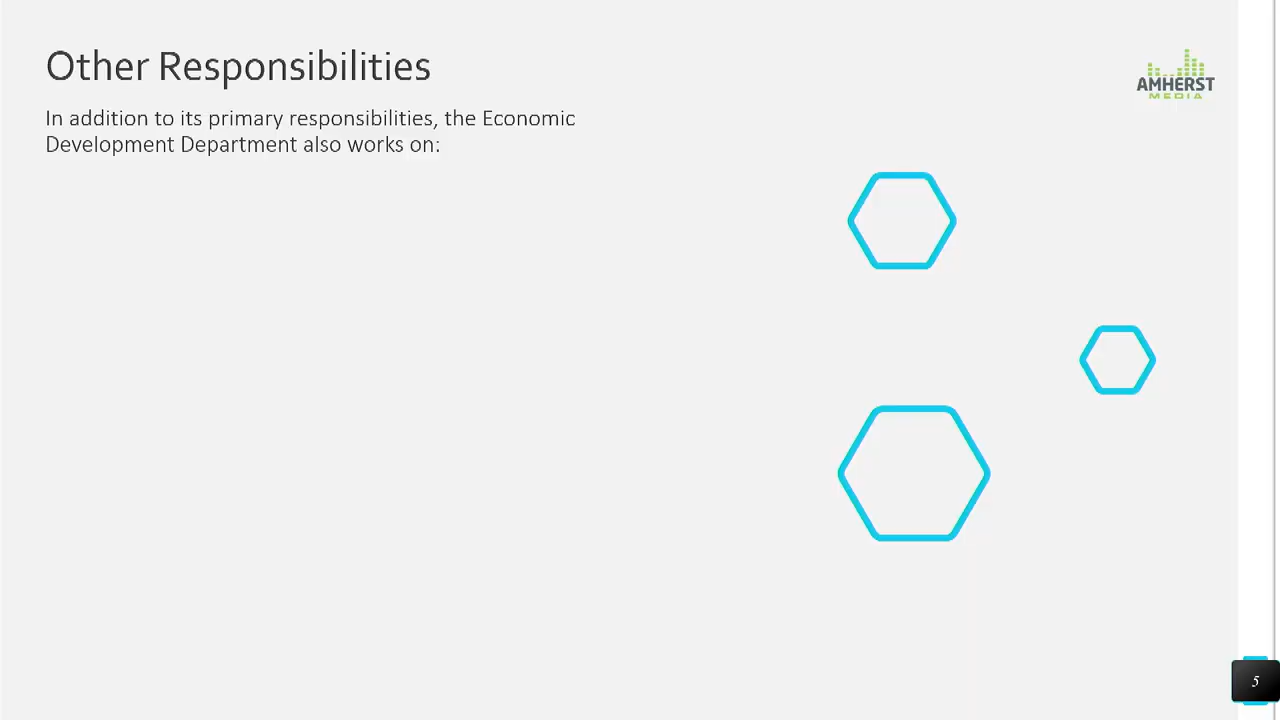 Other Responsibilities
AMHERST
MEDIA
In addition to its primary responsibilities, the Economic
Development Department also works on:
5